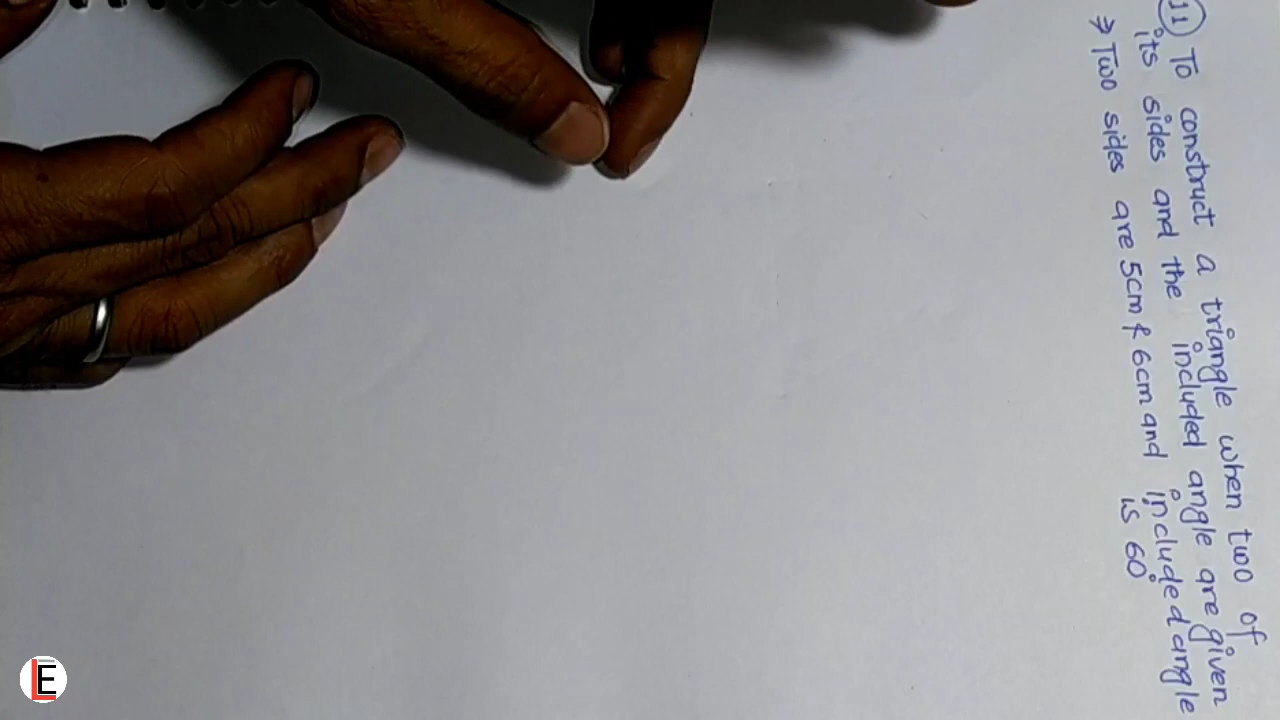 11 To construct a triangle when two of
its sides and the included angle are given
⇒ Two sides are 5cm & 6cm and included angle
is 60°
LE